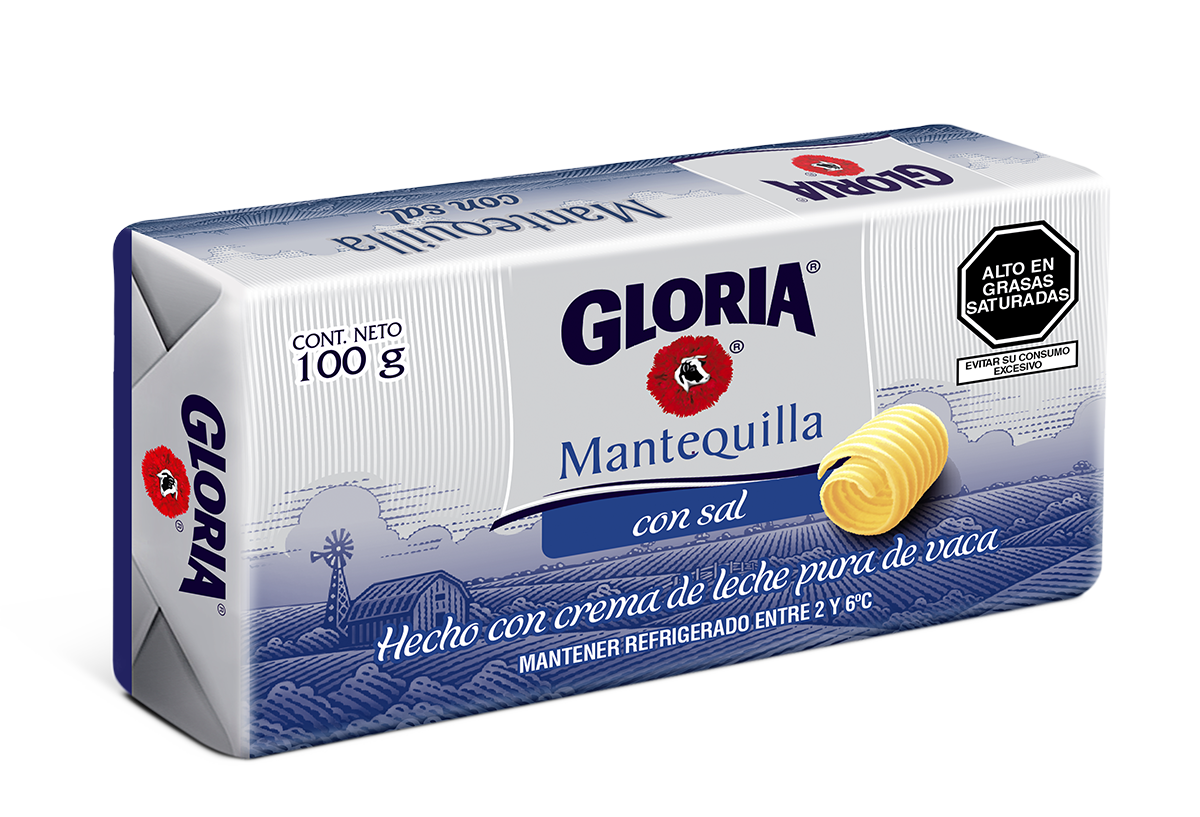 Mantequilla
con sal
GLORIA®
CONT. NETO
100 g
GLORIA®
Mantequilla
con sal
Hecho con crema de leche pura de vaca
MANTENER REFRIGERADO ENTRE 2 Y 6ºC
ALTO EN
GRASAS
SATURADAS
EVITAR SU CONSUMO
EXCESIVO
GLORIA®